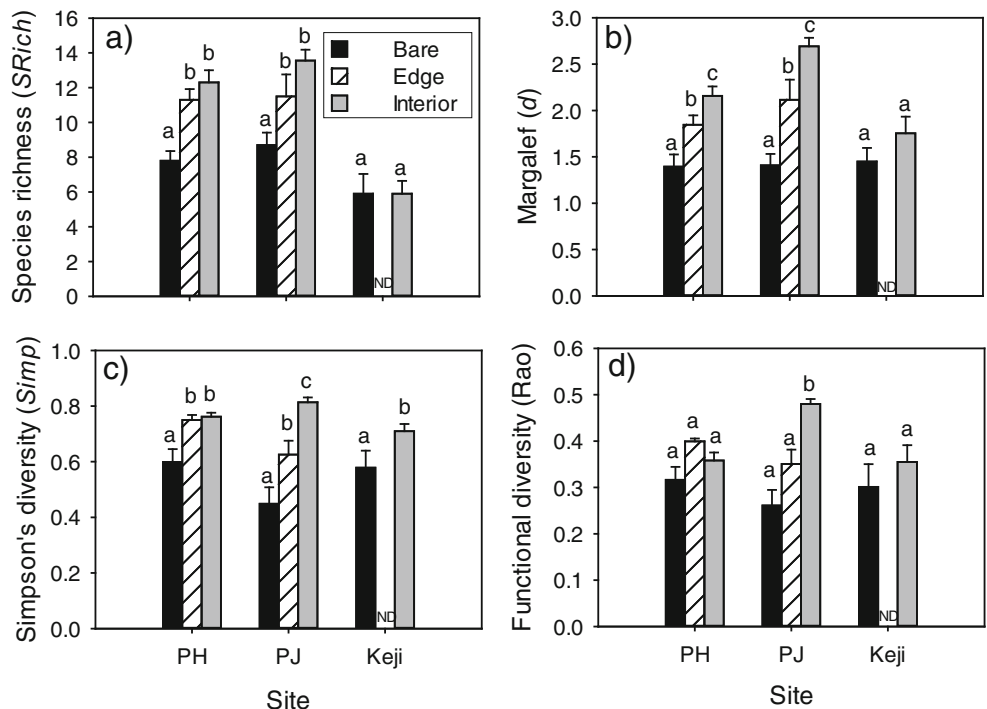 a)
Species richness (SRich)
16
14
12
10
8
6
4
2
0
Bare
Edge
Interior
a b b
a b c
a ND a
b)
Margalef (d)
3.0
2.5
2.0
1.5
1.0
0.5
0.0
a b c
a b c
a ND a
c)
Simpson's diversity (Simp)
1.0
0.8
0.6
0.4
0.2
0.0
a b b
a b c
a ND b
PH PJ Keji
Site
d)
Functional diversity (Rao)
0.6
0.5
0.4
0.3
0.2
0.1
0.0
a a a
a a b
a ND a
PH PJ Keji
Site